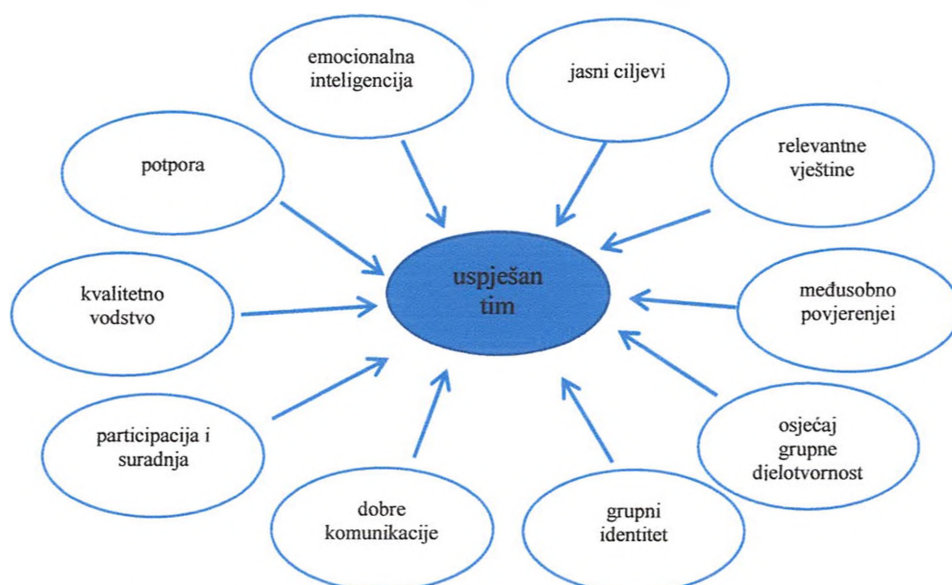 emocionalna
inteligencija
jasni ciljevi
relevantne
vještine
potpora
uspješan
tim
kvalitetno
vodstvo
međusobno
povjerenjei
participacija i
suradnja
osjećaj
grupne
djelotvornost
dobre
komunikacije
grupni
identitet